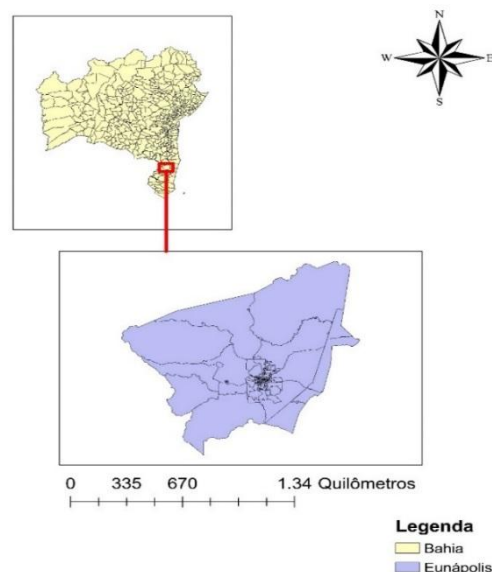 N
W E
S
0 335 670 1.34 Quilômetros
Legenda
Bahia
Eunápolis